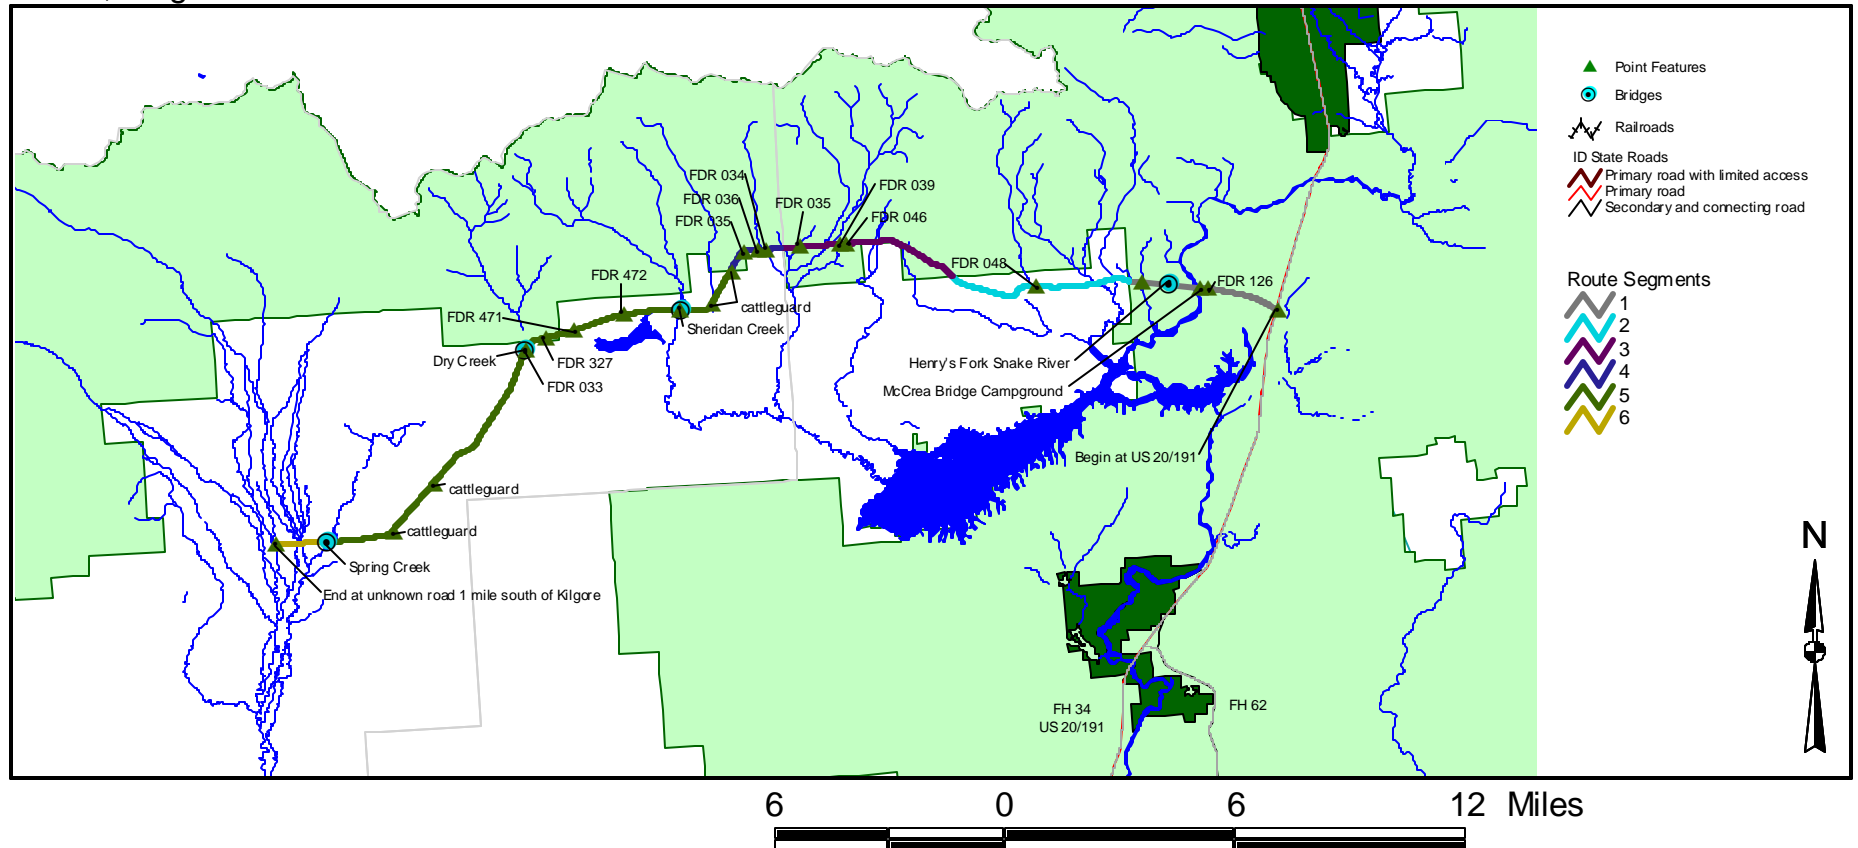 FDR 034
FDR 036
FDR 035
FDR 035
FDR 039
FDR 046
FDR 048
FDR 126
FDR 472
FDR 471
cattleguard
Sheridan Creek
Dry Creek
FDR 327
FDR 033
Henry's Fork Snake River
McCrea Bridge Campground
Begin at US 20/191
cattleguard
cattleguard
Spring Creek
End at unknown road 1 mile south of Kilgore
FH 34
US 20/191
FH 62
Point Features
Bridges
Railroads
ID State Roads
Primary road with limited access
Primary road
Secondary and connecting road
Route Segments
1
2
3
4
5
6
N
6 0 6 12 Miles